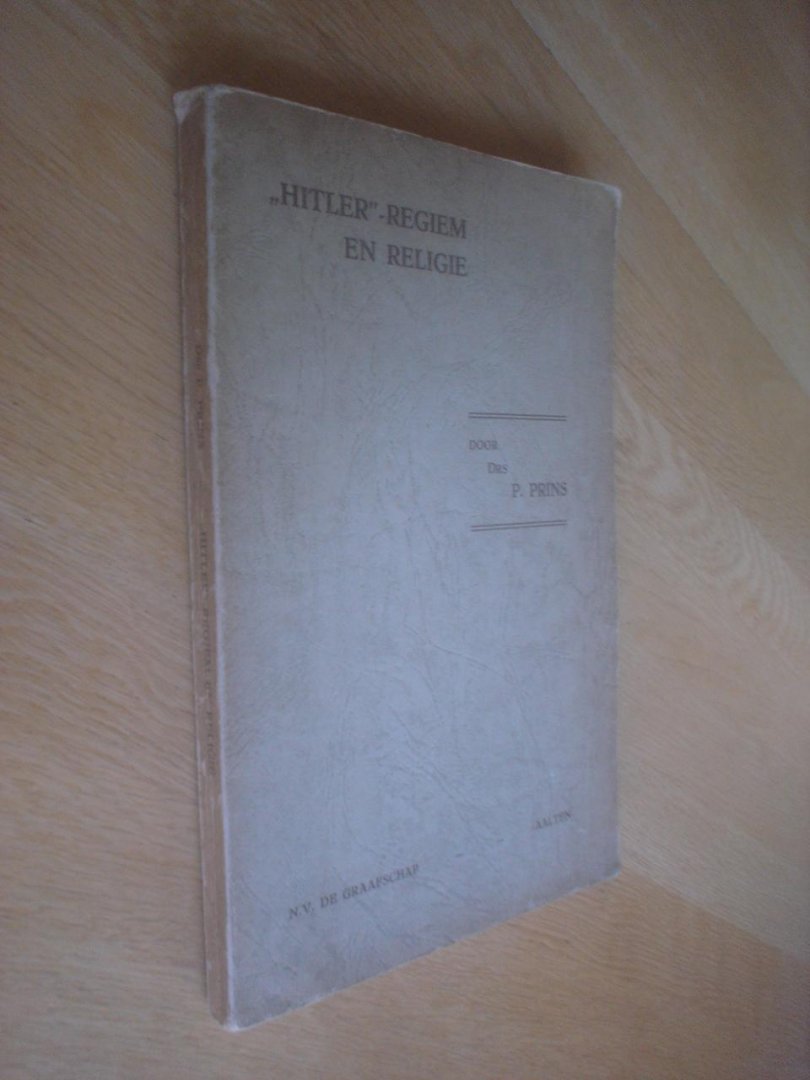 „HITLER”-REGIEM
EN RELIGIE
DOOR
DRS
P. PRINS
AALTEN
N.V. DE GRAAFSCHAP